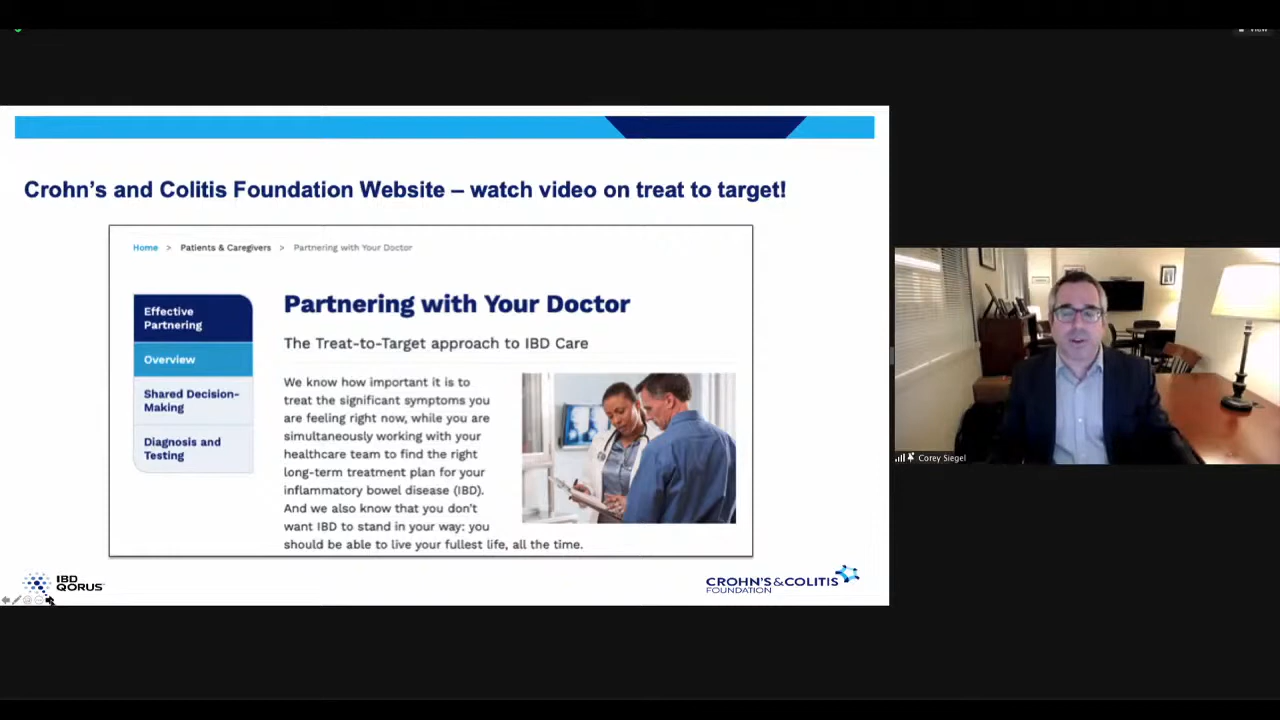 View
Crohn's and Colitis Foundation Website – watch video on treat to target!
Home > Patients & Caregivers > Partnering with Your Doctor
Effective
Partnering
Overview
Shared Decision-
Making
Diagnosis and
Testing
Partnering with Your Doctor
The Treat-to-Target approach to IBD Care
We know how important it is to
treat the significant symptoms you
are feeling right now, while you are
simultaneously working with your
healthcare team to find the right
long-term treatment plan for your
inflammatory bowel disease (IBD).
And we also know that you don't
want IBD to stand in your way: you
should be able to live your fullest life, all the time.
IBD
QORUS
CROHN'S & COLITIS
FOUNDATION
Corey Siegel